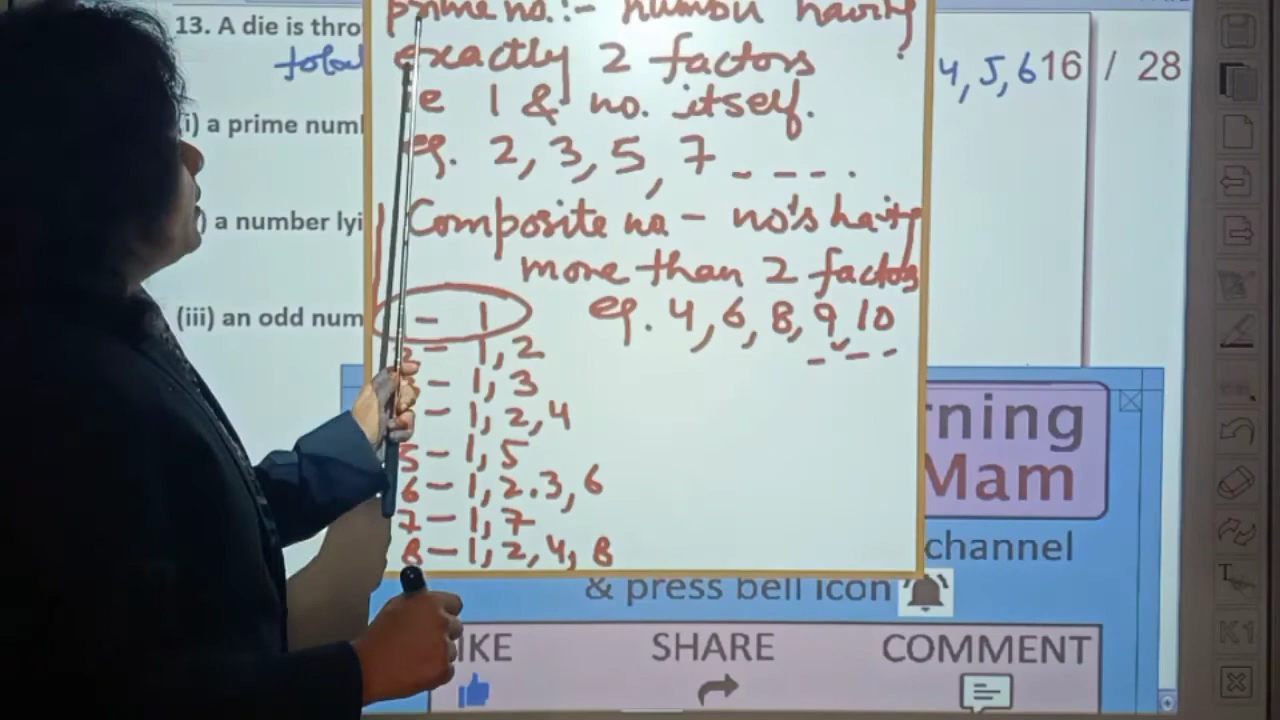 13. A die is thro
total
(i) a prime numl
) a number lyi
(iii) an odd num
prime no.:- number having
exactly 2 factors
ie 1 & no. itself.
eg. 2, 3, 5, 7 - - - .
Composite no - no's having
more than 2 factors
eg. 4, 6, 8, 9, 10
- 1
2 - 1, 2
- 1, 3
- 1, 2, 4
5 - 1, 5
6 - 1, 2. 3, 6
7 - 1, 7
8 - 1, 2, 4, 8
4, 5, 6
16 / 28
rning
Mam
channel
& press bell icon
IKE SHARE COMMENT
T
K1